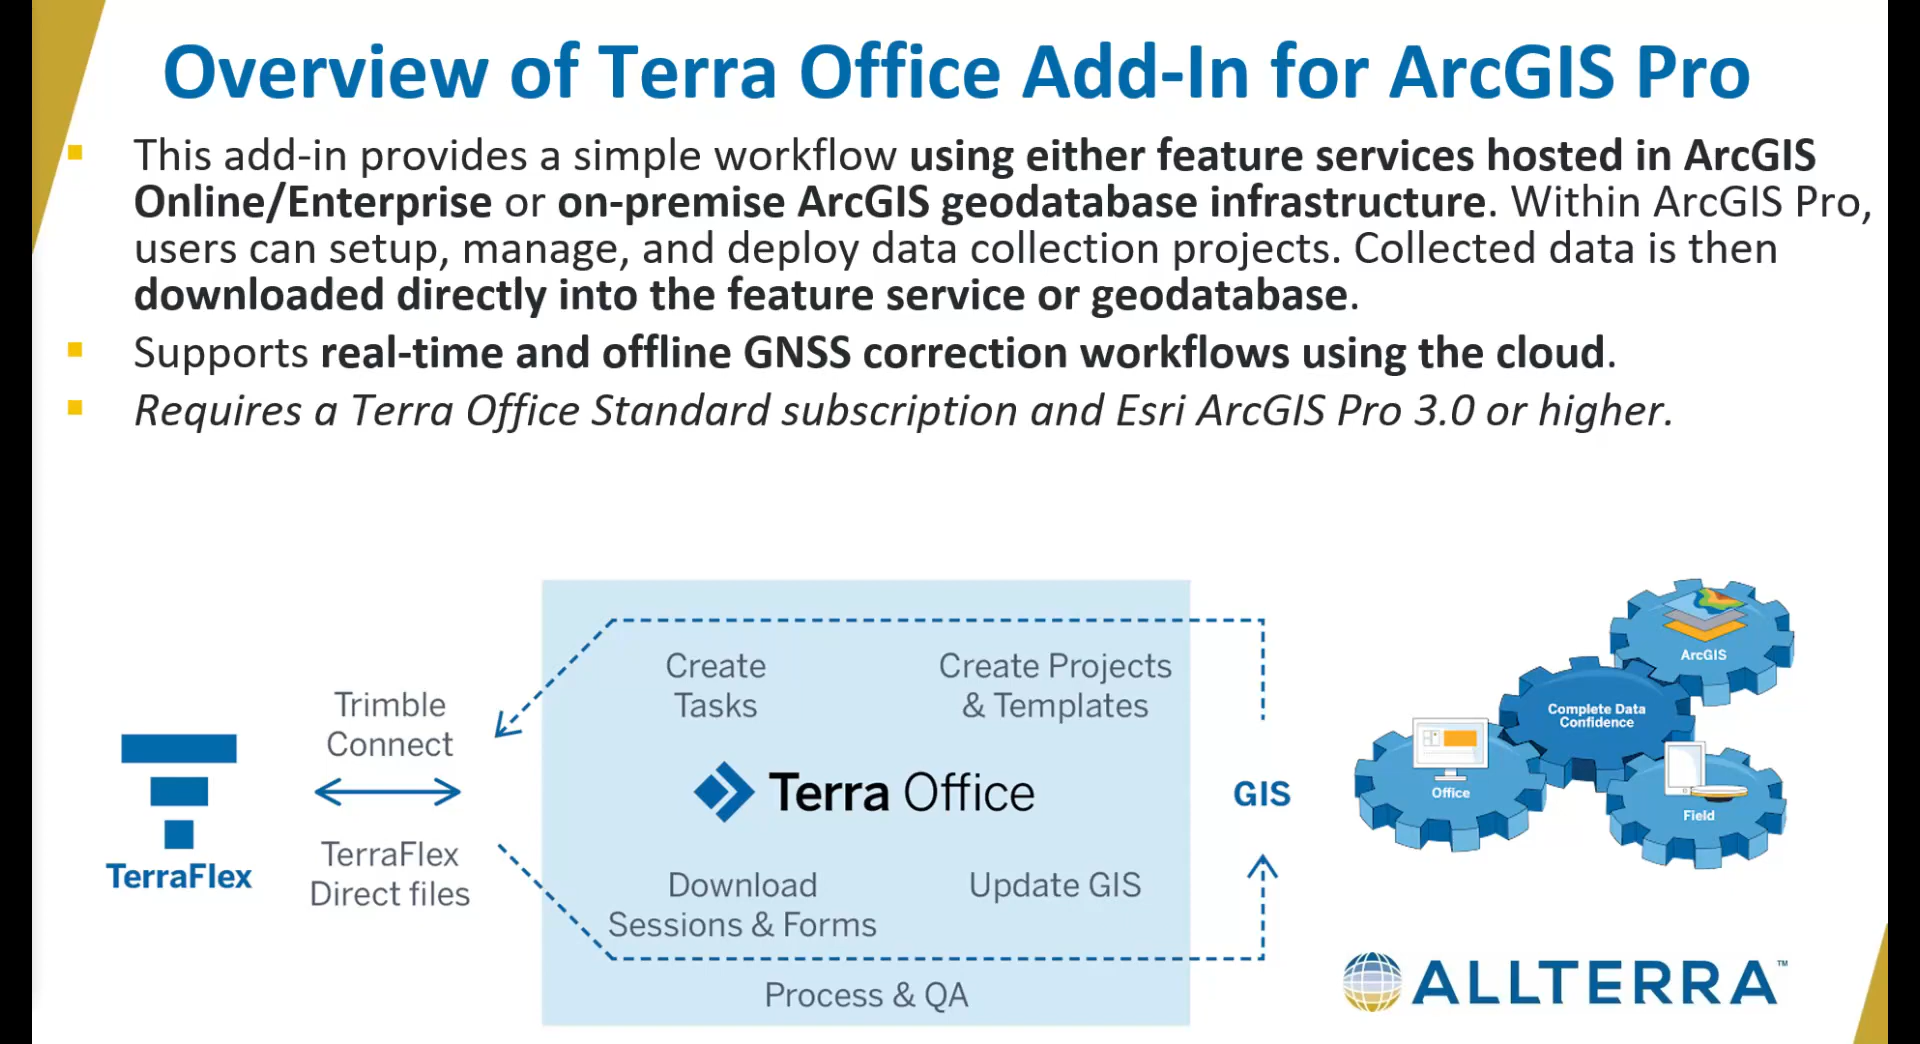 Overview of Terra Office Add-In for ArcGIS Pro
This add-in provides a simple workflow using either feature services hosted in ArcGIS
Online/Enterprise or on-premise ArcGIS geodatabase infrastructure. Within ArcGIS Pro,
users can setup, manage, and deploy data collection projects. Collected data is then
downloaded directly into the feature service or geodatabase.
Supports real-time and offline GNSS correction workflows using the cloud.
Requires a Terra Office Standard subscription and Esri ArcGIS Pro 3.0 or higher.
TerraFlex
Trimble
Connect
TerraFlex
Direct files
Create
Tasks
Create Projects
& Templates
Terra Office
Download
Sessions & Forms
Update GIS
Process & QA
GIS
ArcGIS
Complete Data
Confidence
Office
Field
ALLTERRA™